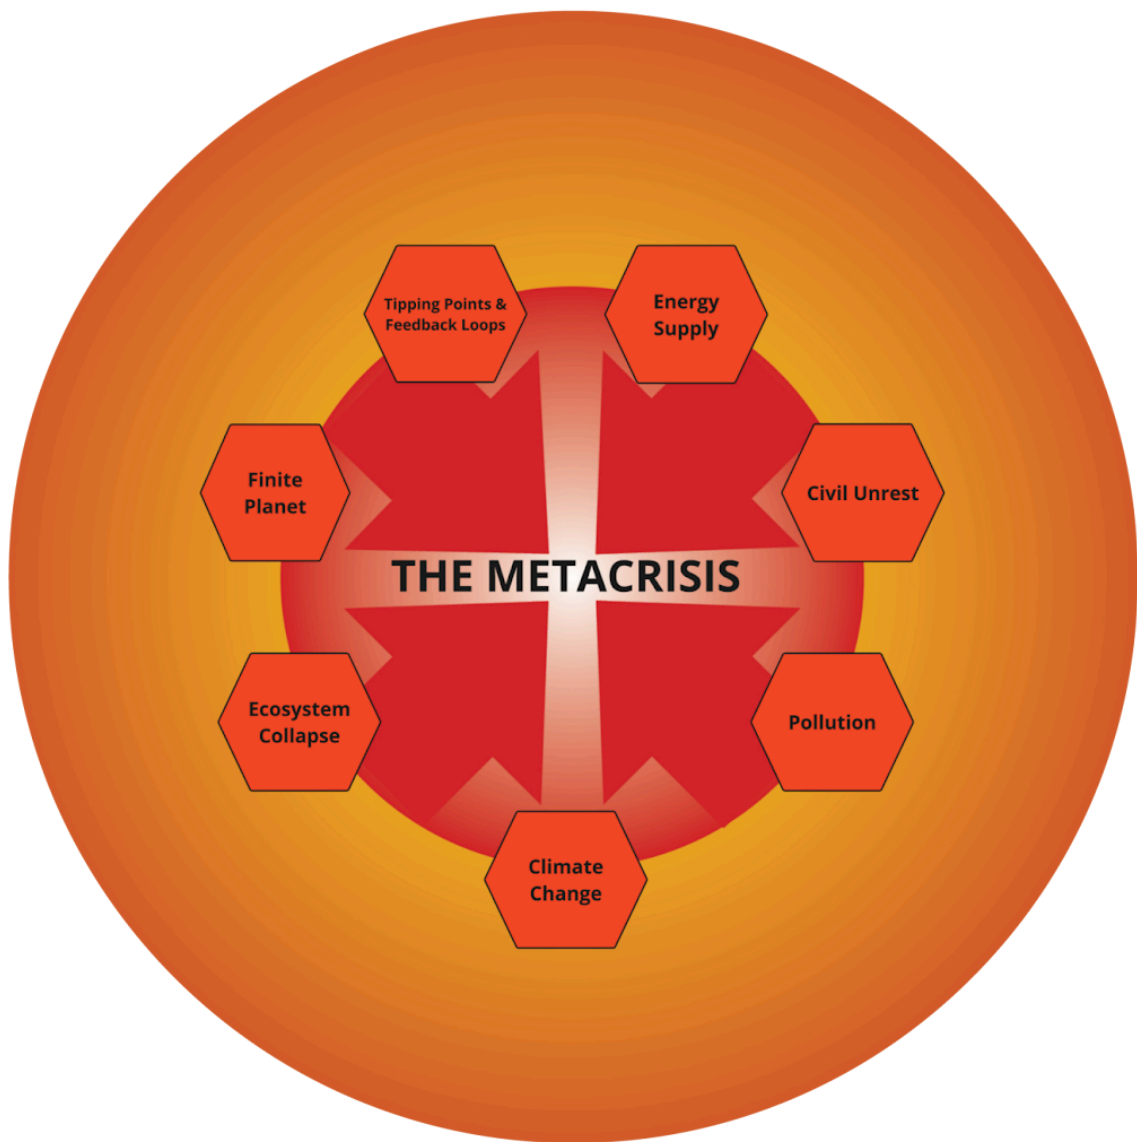 Tipping Points &
Feedback Loops
Energy
Supply
Finite
Planet
Civil Unrest
THE METACRISIS
Ecosystem
Collapse
Pollution
Climate
Change